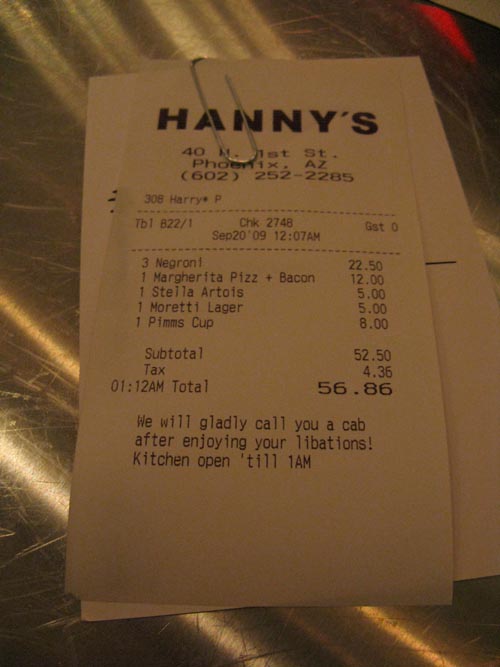 HANNY'S
40 N. 1st St.
Phoenix, AZ
(602) 252-2285
308 Harry* P
Tbl 822/1 Chk 2748 Gst 0
Sep20'09 12:07AM
3 Negroni 22.50
1 Margherita Pizz + Bacon 12.00
1 Stella Artois 5.00
1 Moretti Lager 5.00
1 Pimms Cup 8.00
Subtotal 52.50
Tax 4.36
01:12AM Total 56.86
We will gladly call you a cab
after enjoying your libations!
Kitchen open 'till 1AM